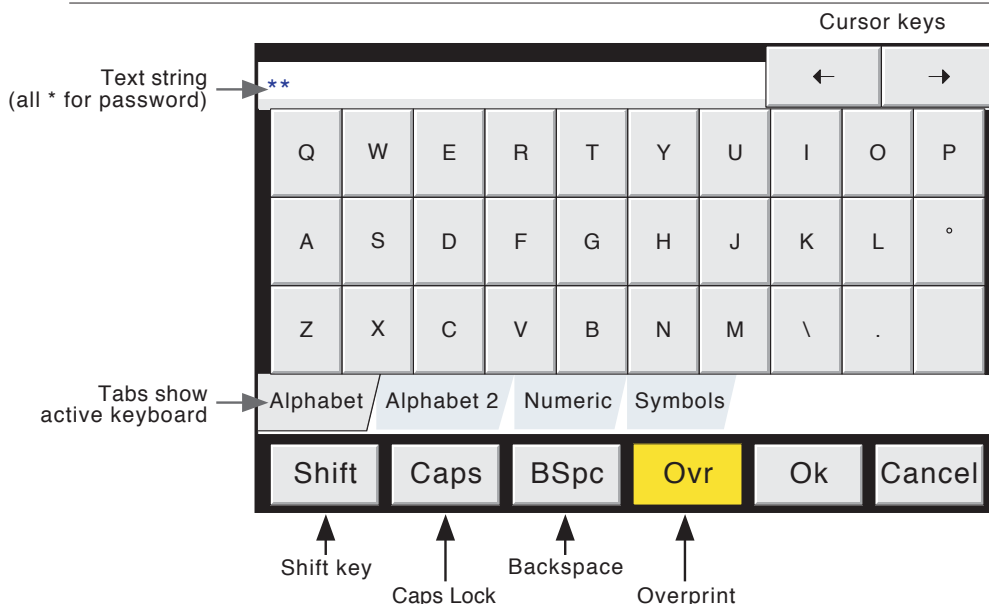 Cursor keys
Text string
(all * for password)
** ← →
Q W E R T Y U I O P
A S D F G H J K L °
Z X C V B N M \ .
Tabs show
active keyboard
Alphabet Alphabet 2 Numeric Symbols
Shift Caps BSpc Ovr Ok Cancel
Shift key Backspace
Caps Lock Overprint